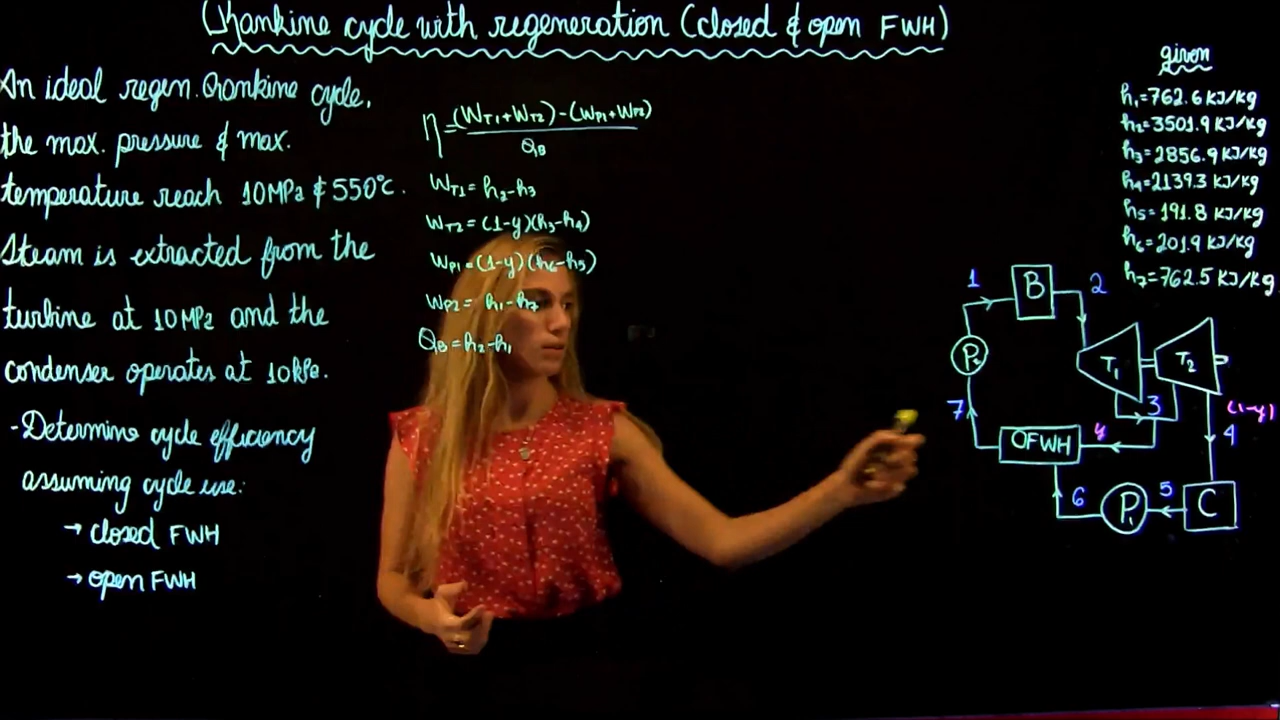 Rankine cycle with regeneration (closed & open FWH)
An ideal regen. Rankine cycle,
the max. pressure & max.
temperature reach 10MPa & 550°c.
Steam is extracted from the
turbine at 10MPa and the
condenser operates at 10kPa.
-Determine cycle efficiency
assuming cycle use:
→ closed FWH
→ open FWH
η = (WT1+WT2)-(WP1+WP2)
QB
WT1 = h2-h3
WT2 = (1-y)(h3-h4)
WP1 = (1-y)(h6-h5)
WP2 = h1-h7
QB = h2-h1
given
h1=762.6 KJ/kg
h2=3501.9 KJ/kg
h3=2856.9 KJ/kg
h4=2139.3 KJ/kg
h5=191.8 KJ/kg
h6=201.9 KJ/kg
h7=762.5 KJ/kg
1
B
2
P2
T1
T2
7
3
(1-y)
OFWH
y
4
6
P1
5
C